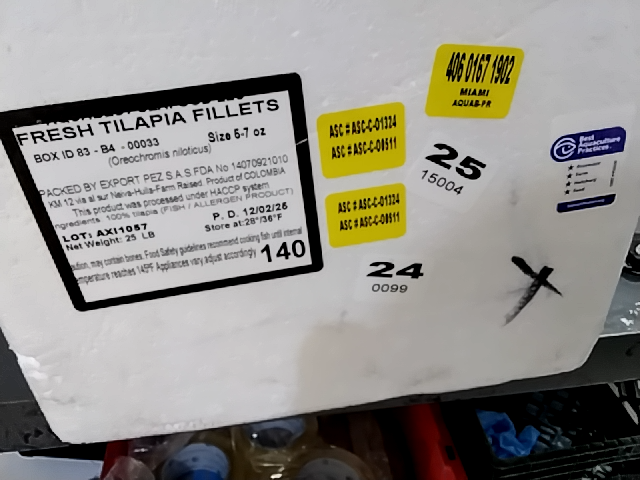 FRESH TILAPIA FILLETS
BOX ID 83 - B4 - 00033 Size 5-7 oz
(Oreochromis niloticus)
PACKED BY EXPORT PEZ S.A.S FDA No 14070921010
KM 12 via al sur Neiva-Huila-Farm Raised. Product of COLOMBIA
This product was processed under HACCP system
ngredients: 100% tilapia (FISH / ALLERGEN PRODUCT)
LOT: AXI1057 P. D. 12/02/25
Net Weight: 25 LB Store at:28°/36°F
may contain bones. Food Safety guidelines recommend cooking fish until internal
temperature reaches 145ºF Appliances vary adjust accordingly 140
ASC # ASC-C-01324
ASC # ASC-C-00511
ASC # ASC-C-01324
ASC # ASC-C-00511
406 0167 1902
MIAMI
AQUAB-PR
25
15004
24
0099
Best
Aquaculture
Practices
X